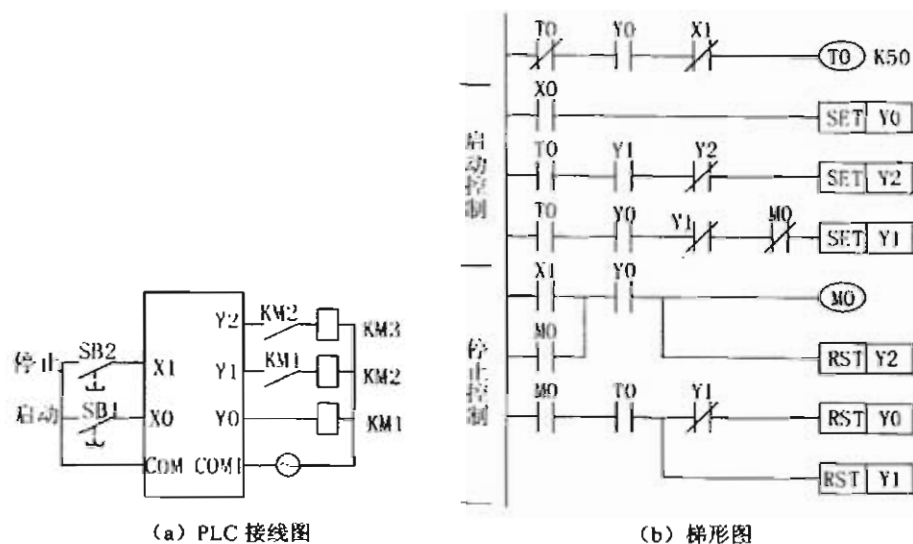 停止
SB2
X1
启动
SB1
X0
COM
Y2
KM2
KM3
Y1
KM1
KM2
Y0
KM1
COM1
(a) PLC 接线图
T0 Y0 X1
T0 K50
启动控制
X0
SET Y0
T0 Y1 Y2
SET Y2
T0 Y0 Y1 M0
SET Y1
停止控制
X1 Y0
M0
M0
RST Y2
M0 T0 Y1
RST Y0
RST Y1
(b) 梯形图